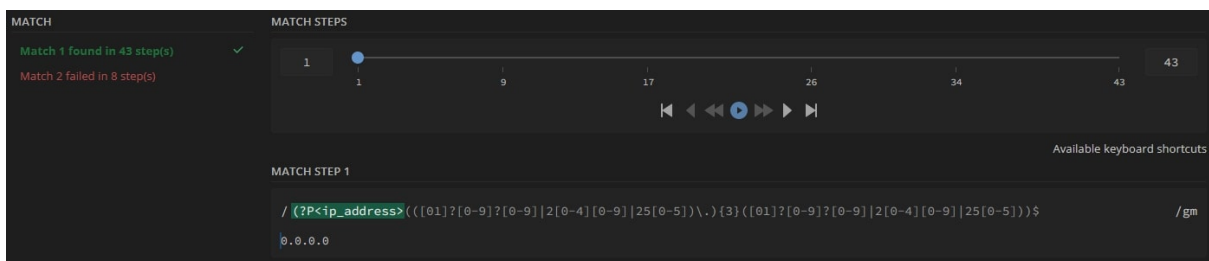 MATCH
Match 1 found in 43 step(s)
Match 2 failed in 8 step(s)
MATCH STEPS
1
43
1 9 17 26 34 43
Available keyboard shortcuts
MATCH STEP 1
/ (?P<ip_address>(([01]?[0-9]?[0-9]|2[0-4][0-9]|25[0-5])\.){3}([01]?[0-9]?[0-9]|2[0-4][0-9]|25[0-5]))$ /gm
0.0.0.0